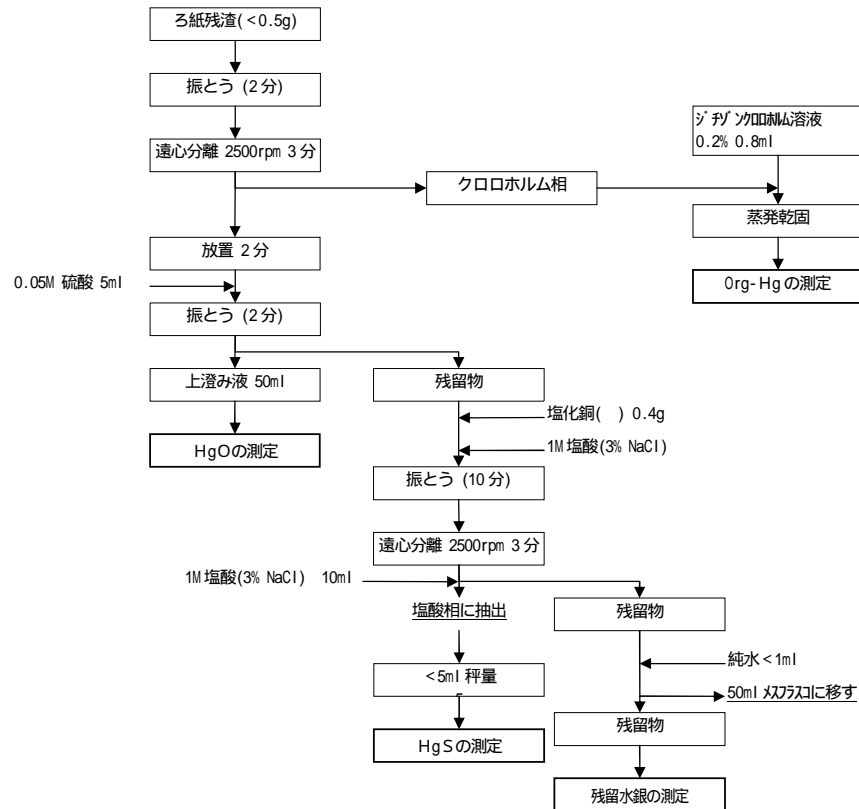 ろ紙残渣(<0.5g)
振とう (2分)
遠心分離 2500rpm 3分
ジチゾンクロロホルム溶液
0.2% 0.8ml
クロロホルム相
蒸発乾固
放置 2分
0.05M 硫酸 5ml
Org-Hgの測定
振とう (2分)
上澄み液 50ml
残留物
塩化銅(　) 0.4g
HgOの測定
1M塩酸(3% NaCl)
振とう (10分)
遠心分離 2500rpm 3分
1M塩酸(3% NaCl)　10ml
塩酸相に抽出
残留物
純水<1ml
<5ml 秤量
50ml メスフラスコに移す
残留物
HgSの測定
残留水銀の測定